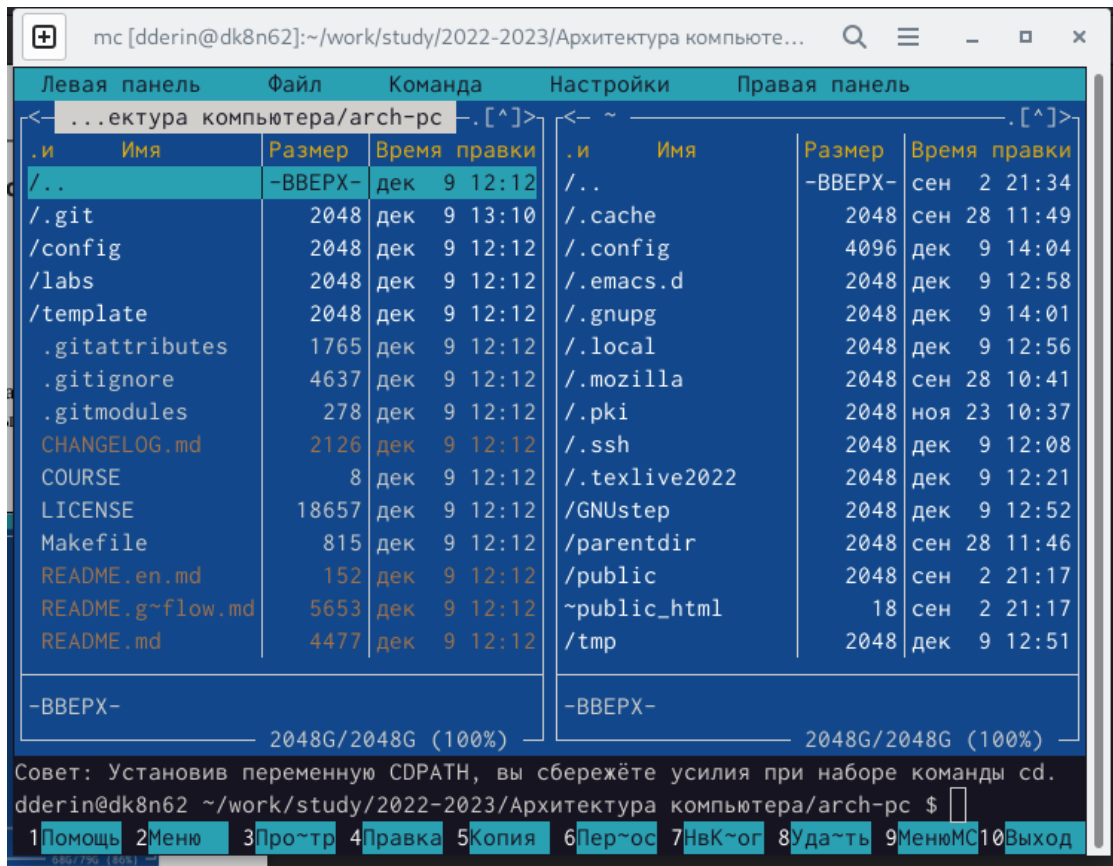 mc [dderin@dk8n62]:~/work/study/2022-2023/Архитектура компьюте...
Левая панель Файл Команда Настройки Правая панель
<— ...ектура компьютера/arch-pc —.[^]> <— ~ —.[^]>
.и Имя Размер Время правки .и Имя Размер Время правки
/.. -ВВЕРХ- дек 9 12:12 /.. -ВВЕРХ- сен 2 21:34
/.git 2048 дек 9 13:10 /.cache 2048 сен 28 11:49
/config 2048 дек 9 12:12 /.config 4096 дек 9 14:04
/labs 2048 дек 9 12:12 /.emacs.d 2048 дек 9 12:58
/template 2048 дек 9 12:12 /.gnupg 2048 дек 9 14:01
.gitattributes 1765 дек 9 12:12 /.local 2048 дек 9 12:56
.gitignore 4637 дек 9 12:12 /.mozilla 2048 сен 28 10:41
.gitmodules 278 дек 9 12:12 /.pki 2048 ноя 23 10:37
CHANGELOG.md 2126 дек 9 12:12 /.ssh 2048 дек 9 12:08
COURSE 8 дек 9 12:12 /.texlive2022 2048 дек 9 12:21
LICENSE 18657 дек 9 12:12 /GNUstep 2048 дек 9 12:52
Makefile 815 дек 9 12:12 /parentdir 2048 сен 28 11:46
README.en.md 152 дек 9 12:12 /public 2048 сен 2 21:17
README.g~flow.md 5653 дек 9 12:12 ~public_html 18 сен 2 21:17
README.md 4477 дек 9 12:12 /tmp 2048 дек 9 12:51
-ВВЕРХ- -ВВЕРХ-
2048G/2048G (100%) 2048G/2048G (100%)
Совет: Установив переменную CDPATH, вы сбережёте усилия при наборе команды cd.
dderin@dk8n62 ~/work/study/2022-2023/Архитектура компьютера/arch-pc $
1Помощь 2Меню 3Про~тр 4Правка 5Копия 6Пер~ос 7НвК~ог 8Уда~ть 9МенюMC 10Выход
68G/79G (86%)